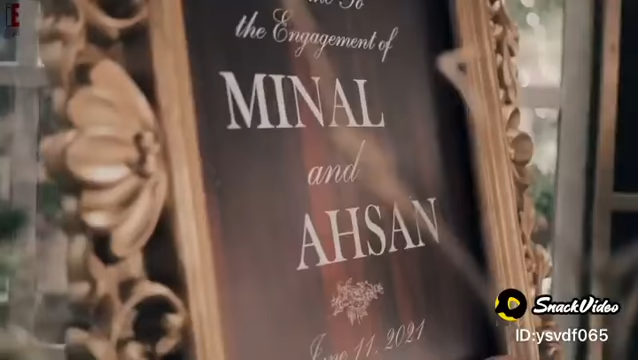 the Engagement of
MINAL
and
AHSAN
June 11, 2021
SnackVideo
ID:ysvdf065